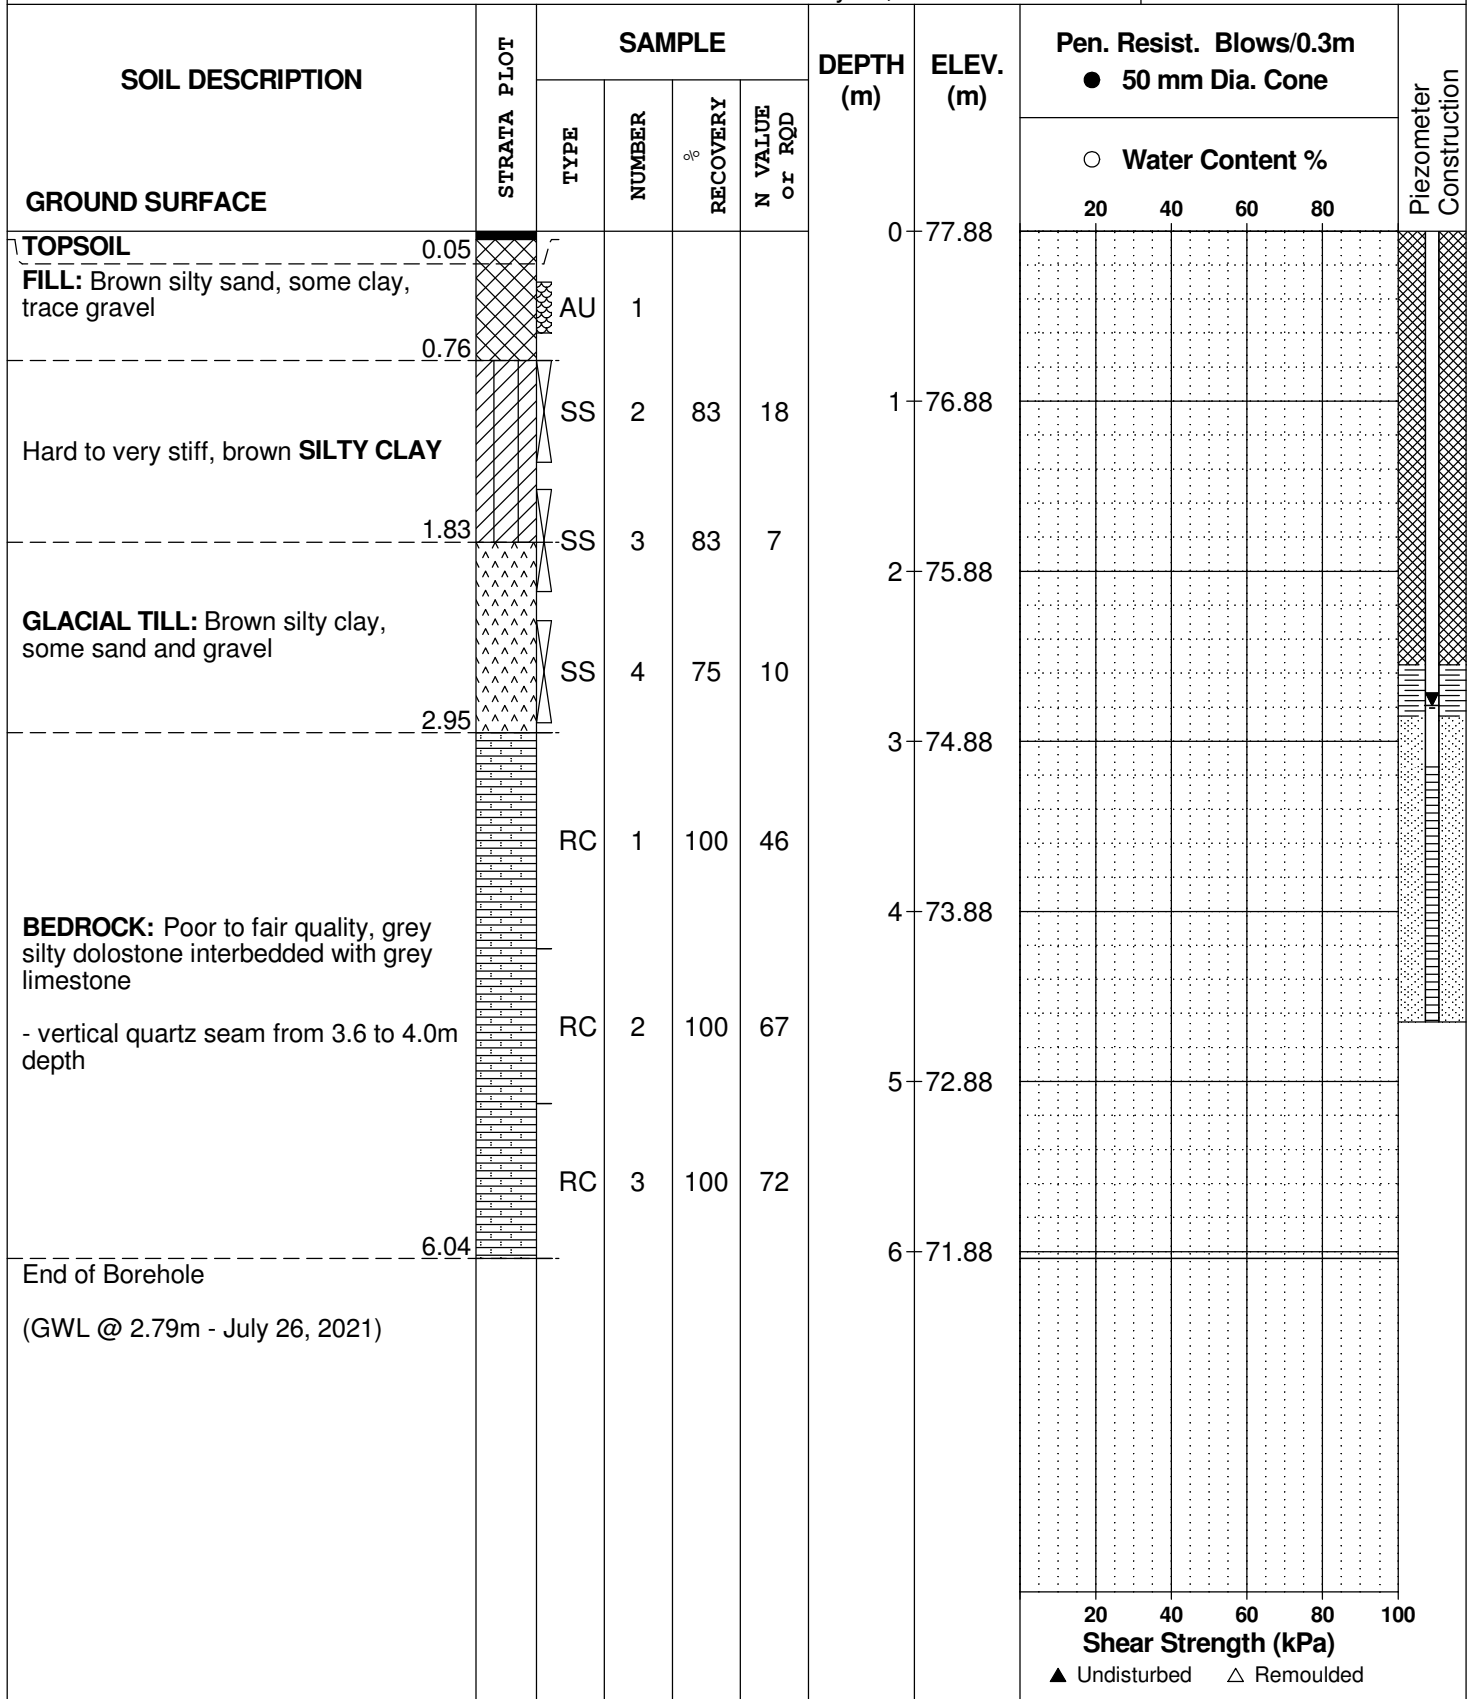 SOIL DESCRIPTION
GROUND SURFACE
STRATA PLOT
SAMPLE
TYPE
NUMBER
% RECOVERY
N VALUE or RQD
DEPTH (m)
ELEV. (m)
Pen. Resist. Blows/0.3m
● 50 mm Dia. Cone
○ Water Content %
20 40 60 80
Piezometer Construction
TOPSOIL 0.05
FILL: Brown silty sand, some clay,
trace gravel
0.76
AU 1
0 77.88
SS 2 83 18
1 76.88
Hard to very stiff, brown SILTY CLAY
1.83
SS 3 83 7
2 75.88
GLACIAL TILL: Brown silty clay,
some sand and gravel
SS 4 75 10
2.95
3 74.88
RC 1 100 46
4 73.88
BEDROCK: Poor to fair quality, grey
silty dolostone interbedded with grey
limestone
- vertical quartz seam from 3.6 to 4.0m
depth
RC 2 100 67
5 72.88
RC 3 100 72
6.04
6 71.88
End of Borehole
(GWL @ 2.79m - July 26, 2021)
20 40 60 80 100
Shear Strength (kPa)
▲ Undisturbed △ Remoulded